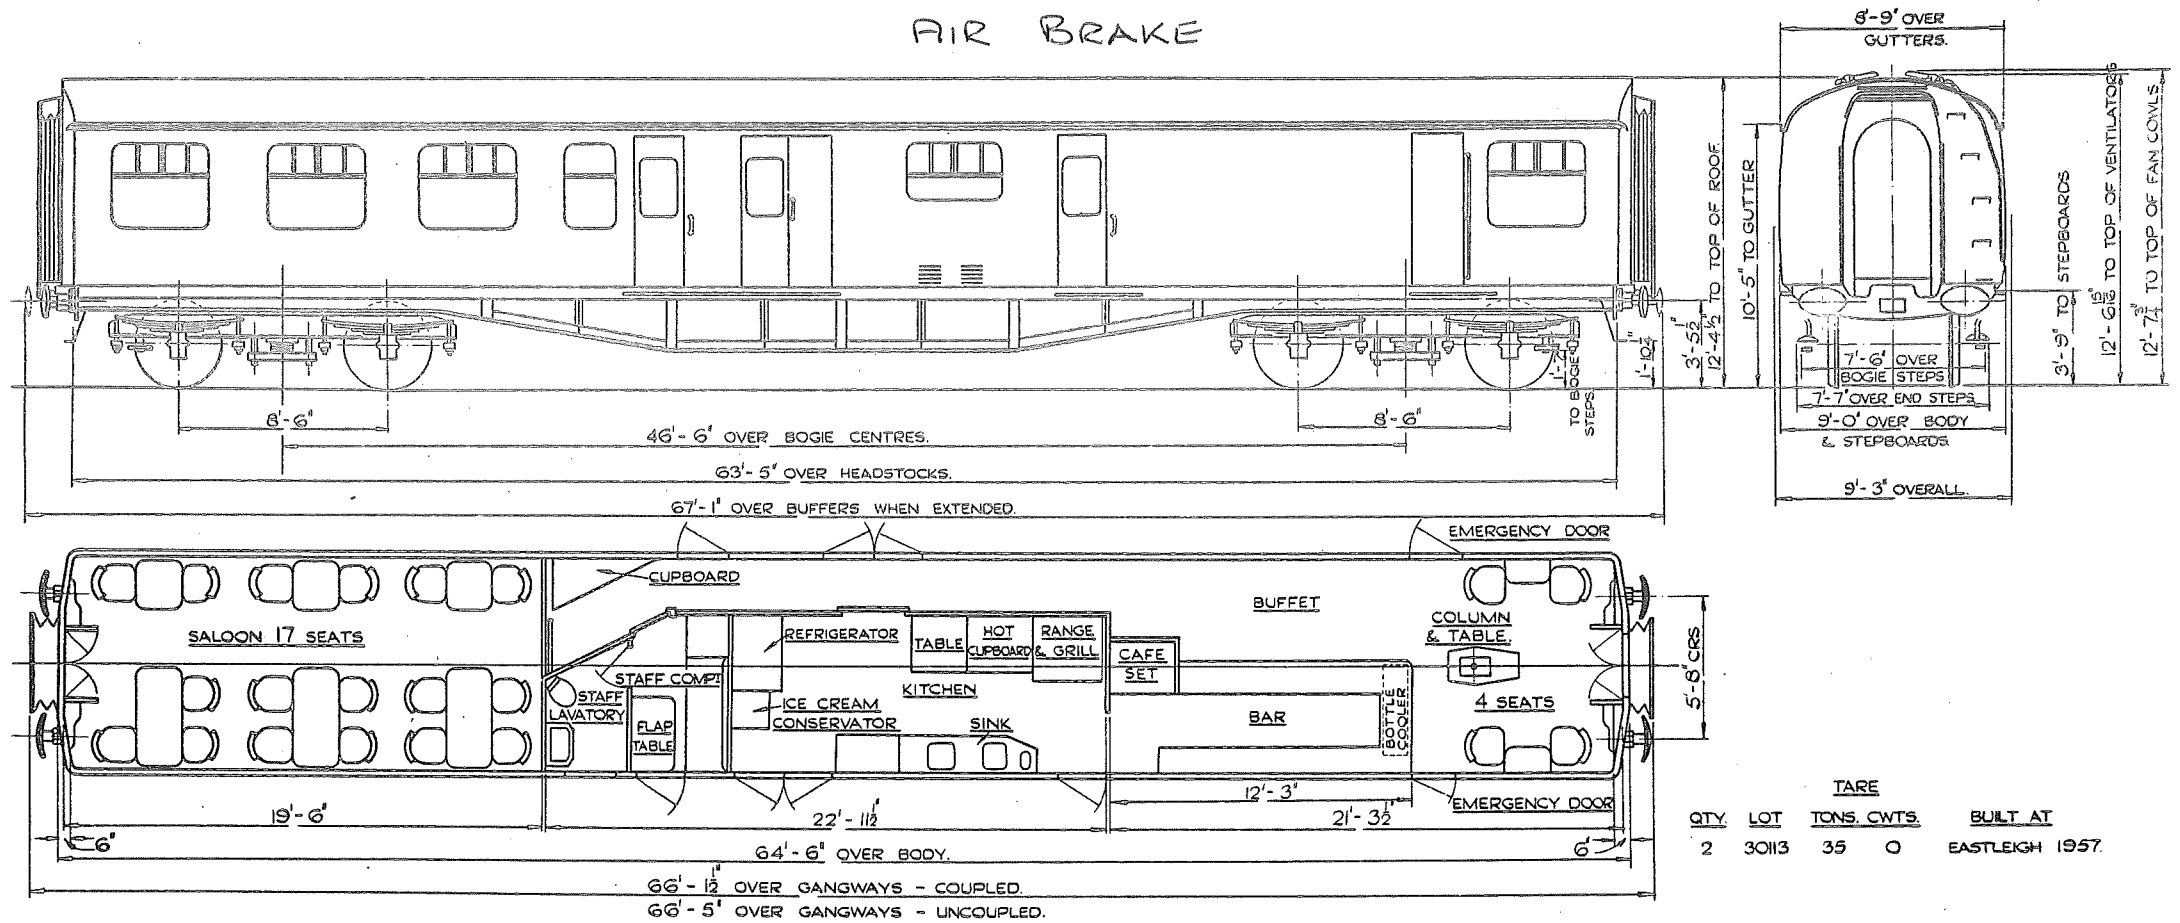 AIR BRAKE
8'-9" OVER
GUTTERS.
12'-4½" TO TOP OF ROOF.
10'-5" TO GUTTER
3'-9" TO STEPBOARDS
12'-6 15/16" TO TOP OF VENTILATORS
12'-7¾" TO TOP OF FAN COWLS
3'-5½"
1'-10¼"
TO BOGIE
STEPS.
7'-6" OVER
BOGIE STEPS
7'-7" OVER END STEPS
9'-0" OVER BODY
& STEPBOARDS
9'-3" OVERALL.
8'-6"
8'-6"
46'-6" OVER BOGIE CENTRES.
63'-5" OVER HEADSTOCKS.
67'-1" OVER BUFFERS WHEN EXTENDED.
EMERGENCY DOOR
CUPBOARD
SALOON 17 SEATS
REFRIGERATOR
TABLE
HOT
CUPBOARD
RANGE
& GRILL
BUFFET
COLUMN
& TABLE.
CAFE
SET
STAFF COMPT
STAFF
LAVATORY
FLAP
TABLE
KITCHEN
ICE CREAM
CONSERVATOR
SINK
BAR
BOTTLE
COOLER
4 SEATS
5'-8" CRS
EMERGENCY DOOR
12'-3"
19'-6"
22'-11½"
21'-3½"
6"
6"
64'-6" OVER BODY.
66'-1½" OVER GANGWAYS - COUPLED.
66'-5" OVER GANGWAYS - UNCOUPLED.
TARE
QTY. LOT TONS. CWTS. BUILT AT
2 30113 35 0 EASTLEIGH 1957.